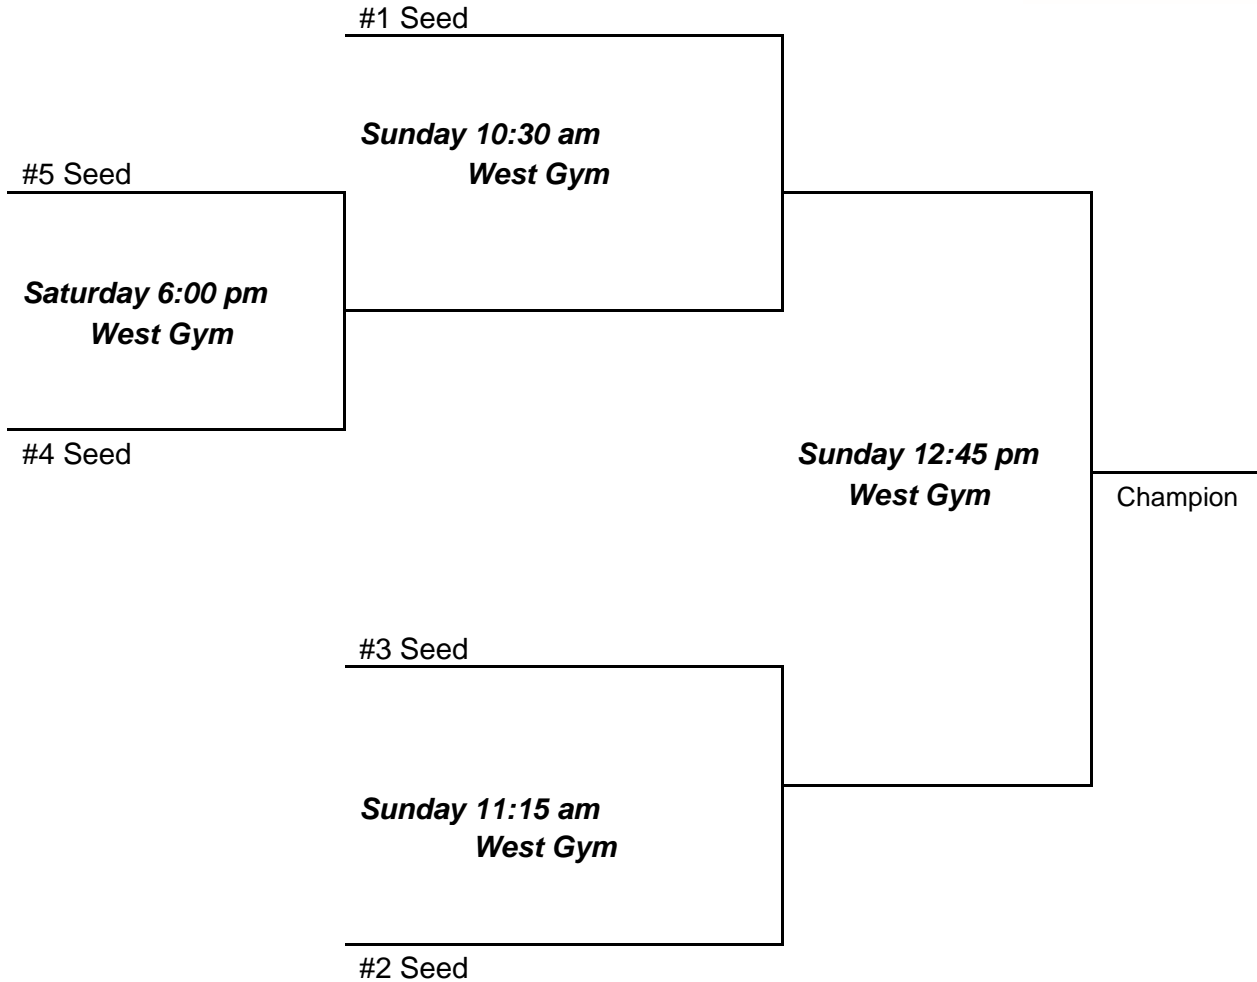 #1 Seed
Sunday 10:30 am
West Gym
#5 Seed
Saturday 6:00 pm
West Gym
#4 Seed
Sunday 12:45 pm
West Gym
Champion
#3 Seed
Sunday 11:15 am
West Gym
#2 Seed